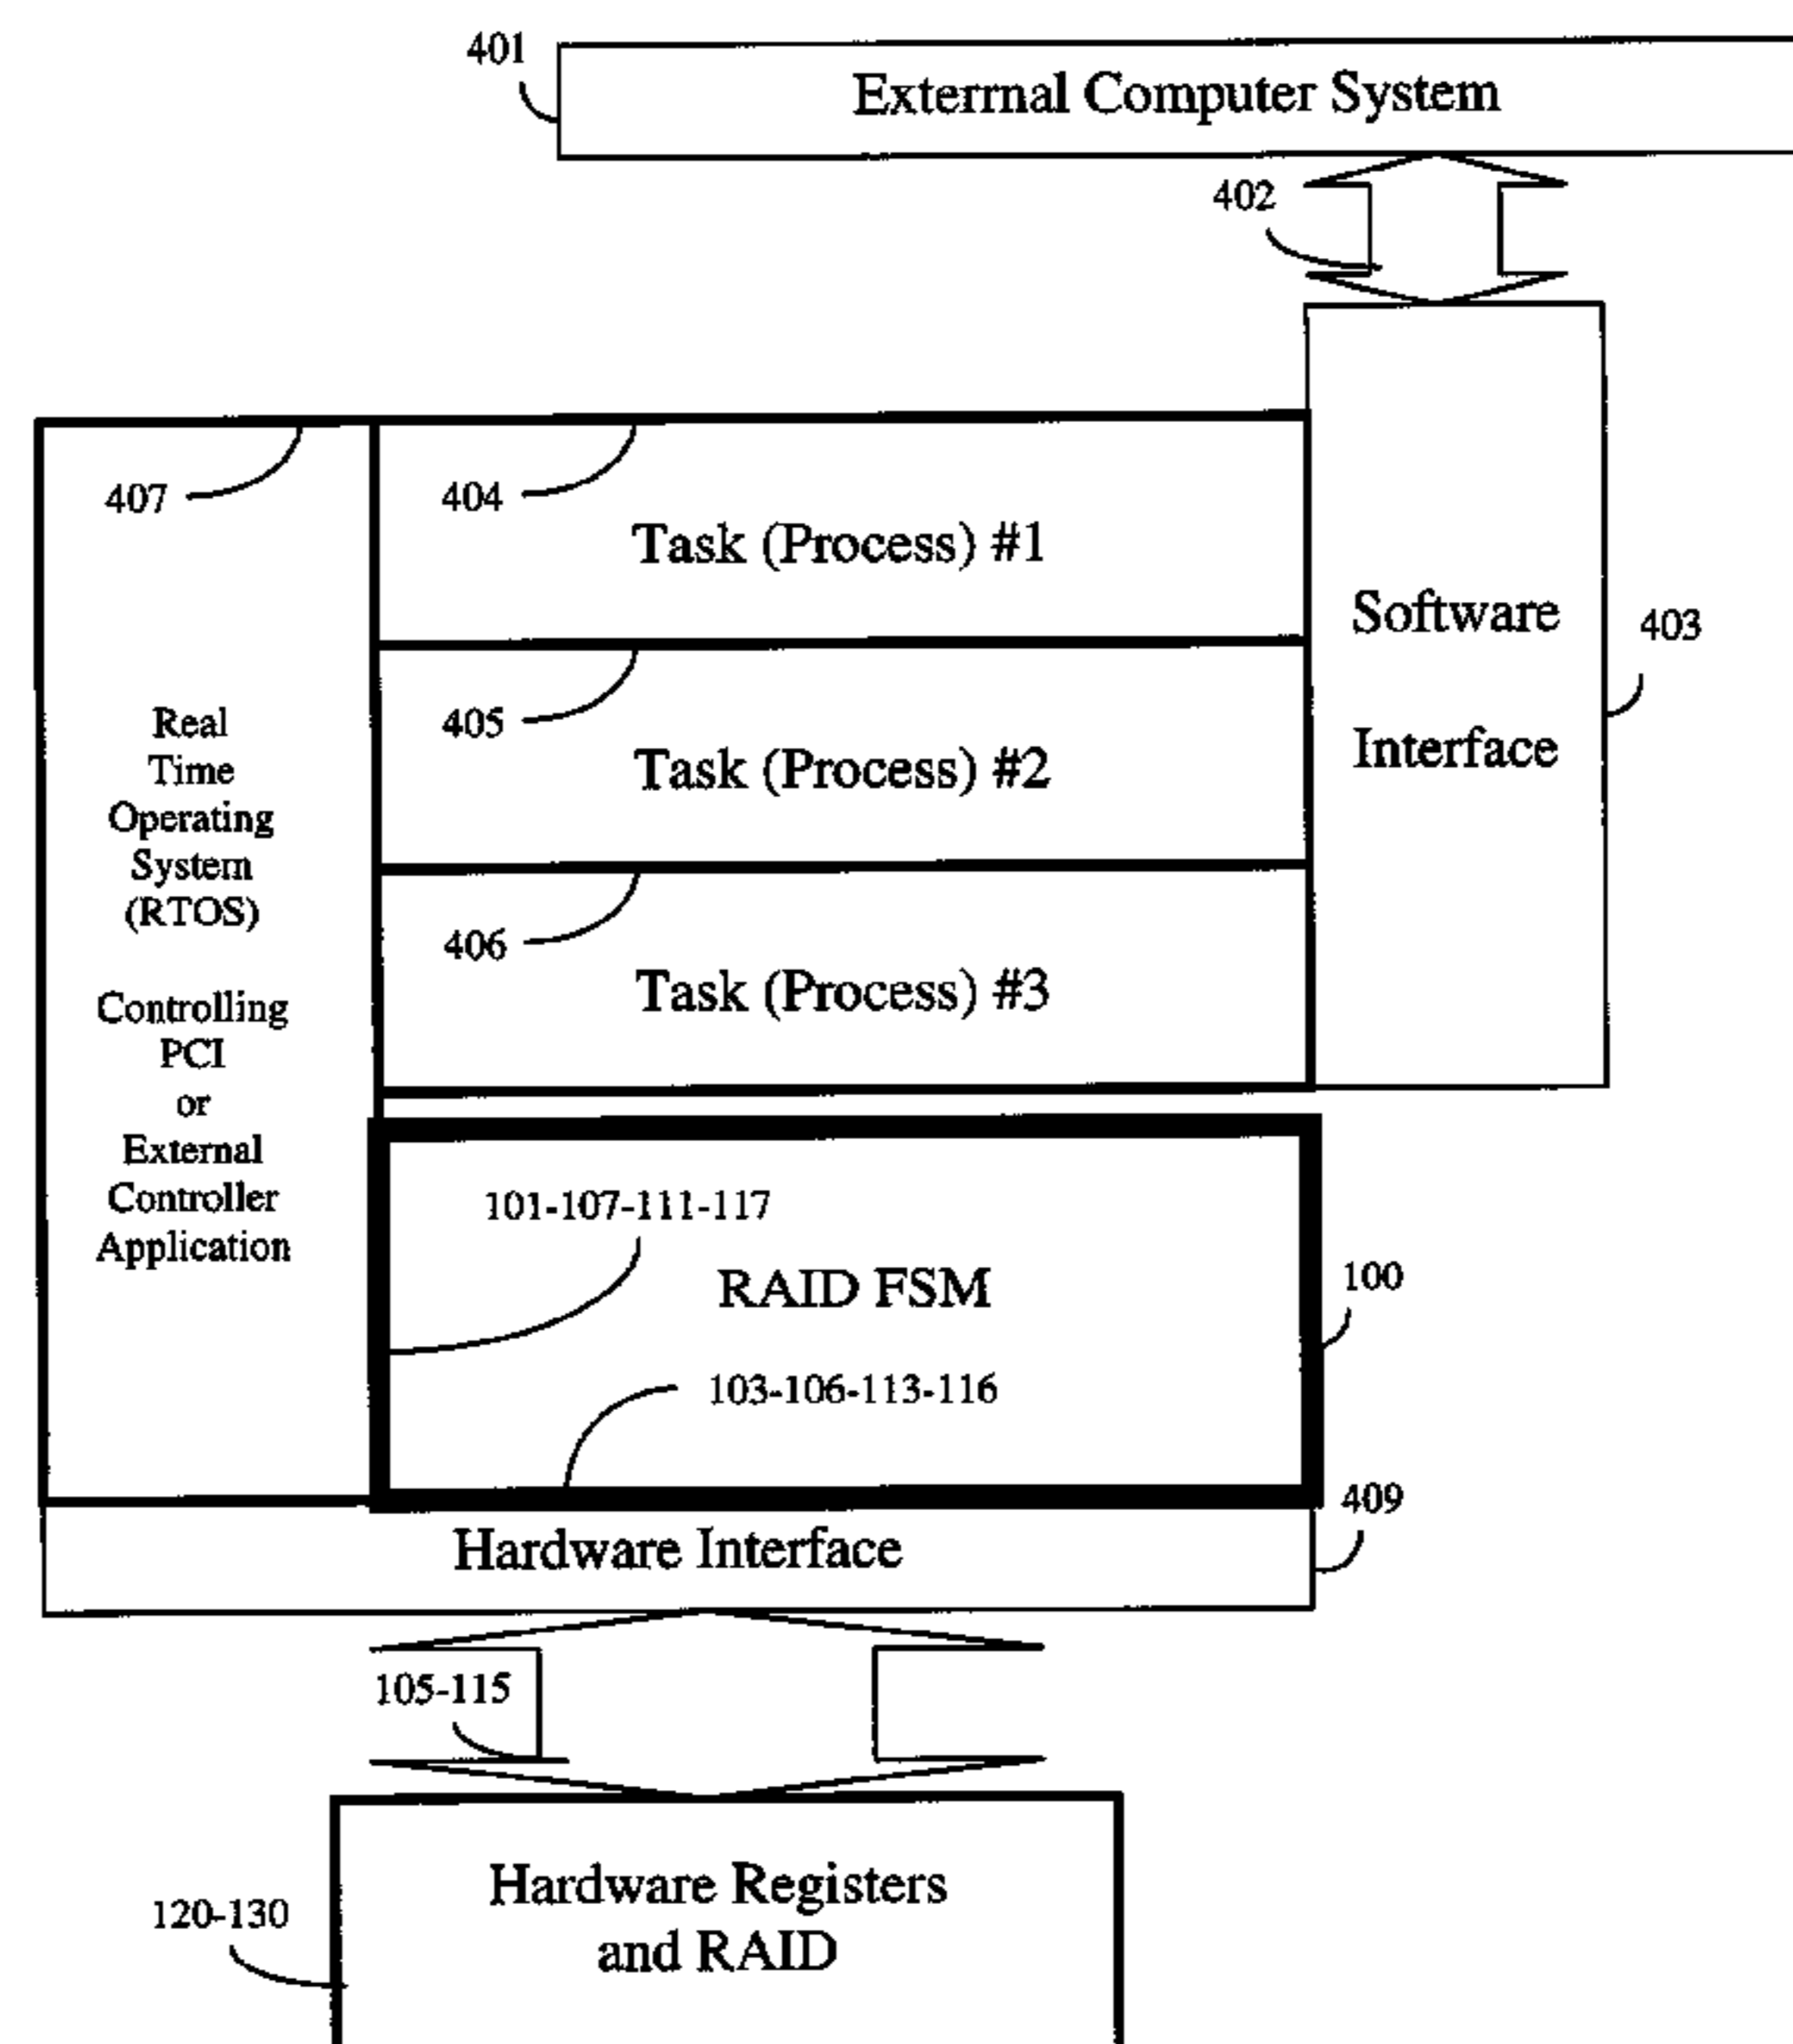 401
Exterrnal Computer System
402
407
404
Task (Process) #1
Software
Interface
403
405
Task (Process) #2
Real
Time
Operating
System
(RTOS)
406
Task (Process) #3
Controlling
PCI
or
External
Controller
Application
101-107-111-117
RAID FSM
100
103-106-113-116
409
Hardware Interface
105-115
Hardware Registers
and RAID
120-130